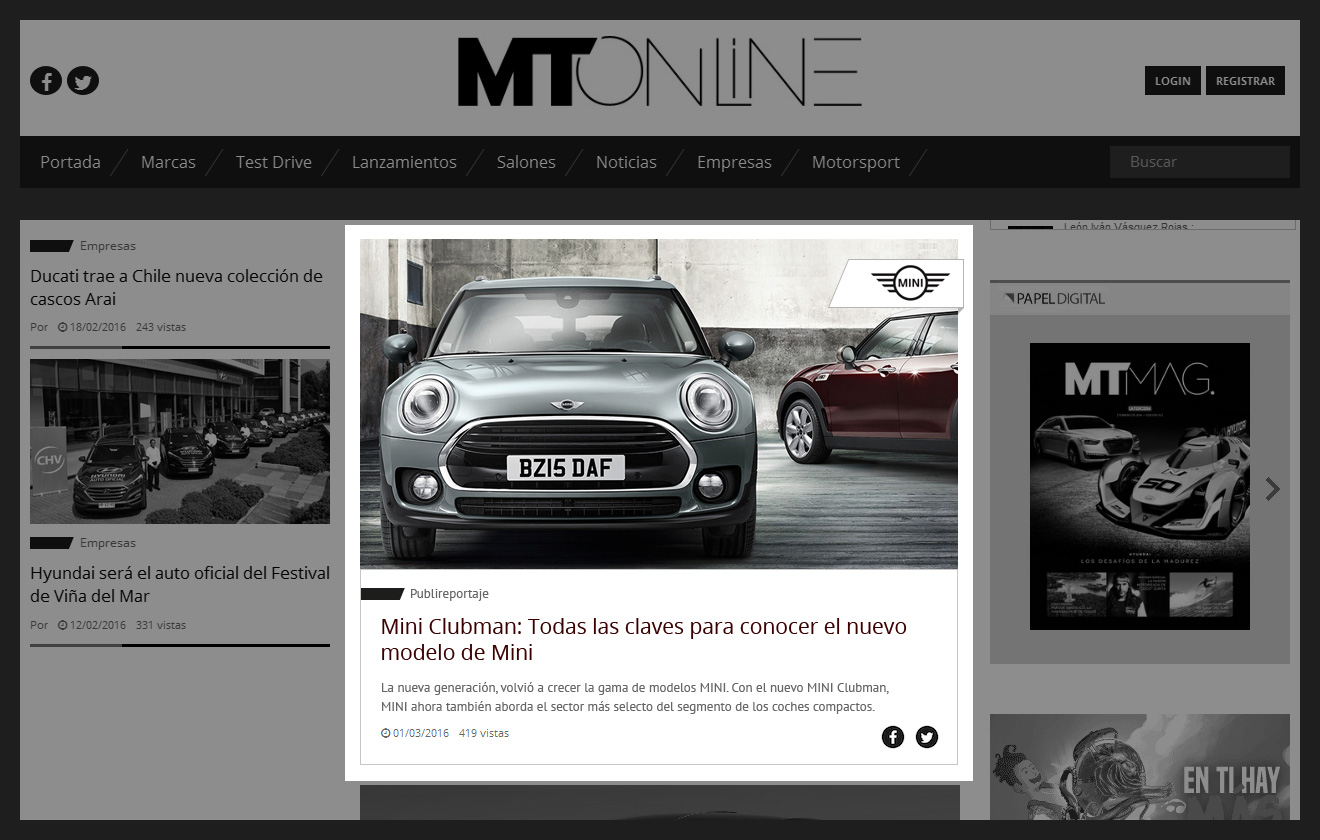 MTONLINE
LOGIN
REGISTRAR
Portada
Marcas
Test Drive
Lanzamientos
Salones
Noticias
Empresas
Motorsport
Buscar
Empresas
Ducati trae a Chile nueva colección de
cascos Arai
Por 18/02/2016 243 vistas
CHV
HYUNDAI
AUTO OFICIAL
Empresas
Hyundai será el auto oficial del Festival
de Viña del Mar
Por 12/02/2016 331 vistas
MINI
BZ15 DAF
Publireportaje
Mini Clubman: Todas las claves para conocer el nuevo
modelo de Mini
La nueva generación, volvió a crecer la gama de modelos MINI. Con el nuevo MINI Clubman,
MINI ahora también aborda el sector más selecto del segmento de los coches compactos.
01/03/2016 419 vistas
León Iván Vásquez Rojas :
PAPEL DIGITAL
MTMAG.
LATERCERA
HYUNDAI
50
HYUNDAI
LOS DESAFÍOS DE LA MADUREZ
EN TI HAY
MÁS